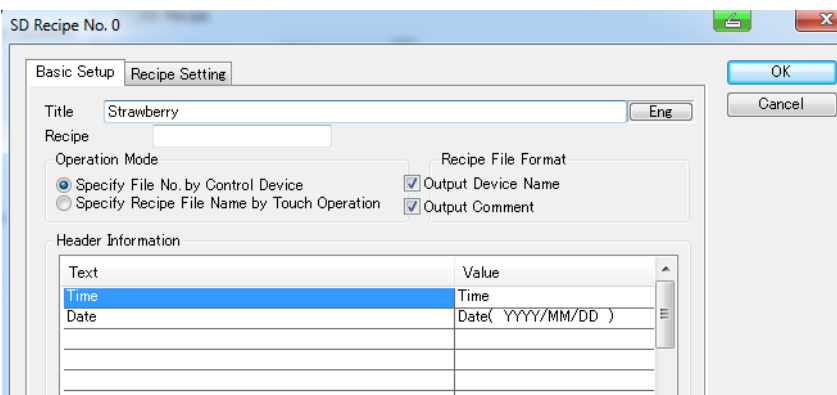 SD Recipe No. 0
Basic Setup Recipe Setting
OK
Title Strawberry Eng
Cancel
Recipe
Operation Mode Recipe File Format
Specify File No. by Control Device Output Device Name
Specify Recipe File Name by Touch Operation Output Comment
Header Information
Text Value
Time Time
Date Date( YYYY/MM/DD )